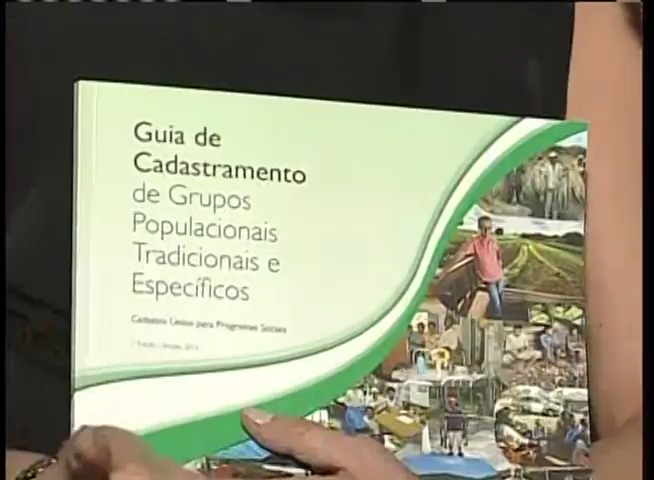 Guia de
Cadastramento
de Grupos
Populacionais
Tradicionais e
Específicos
Cadastro Único para Programas Sociais